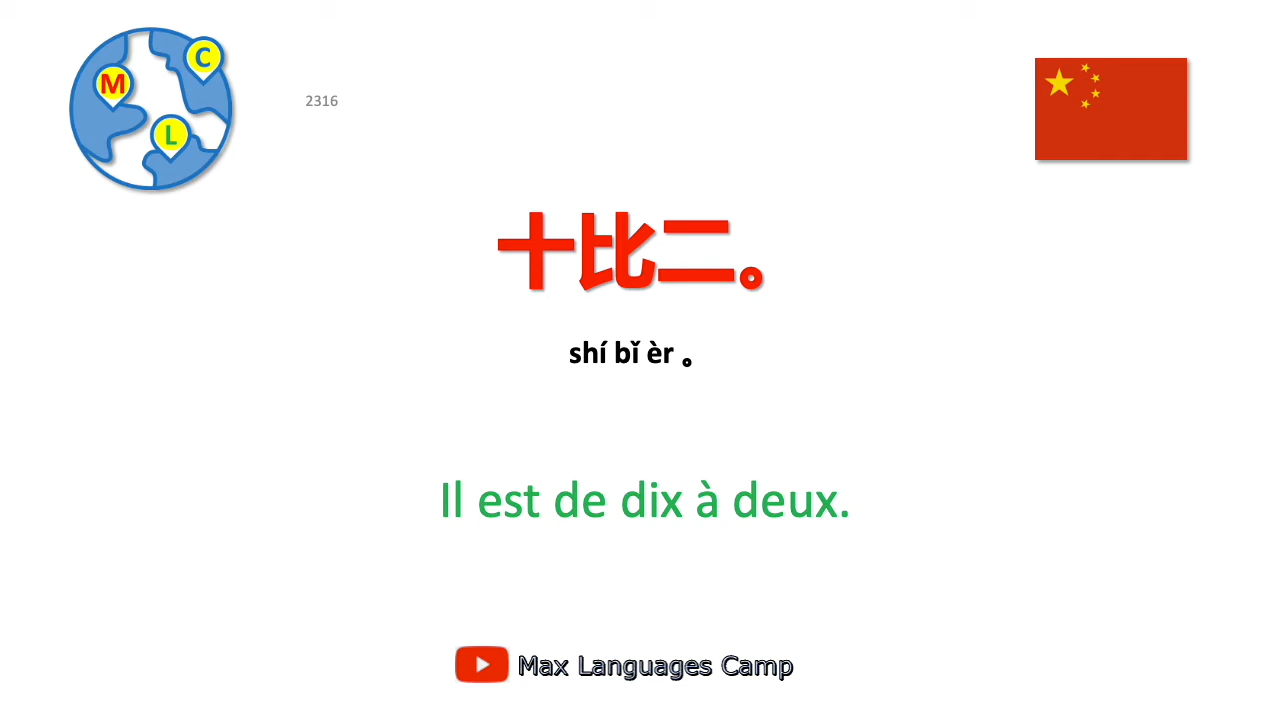 C
M
L
2316
十比二。
shí bǐ èr 。
Il est de dix à deux.
Max Languages Camp